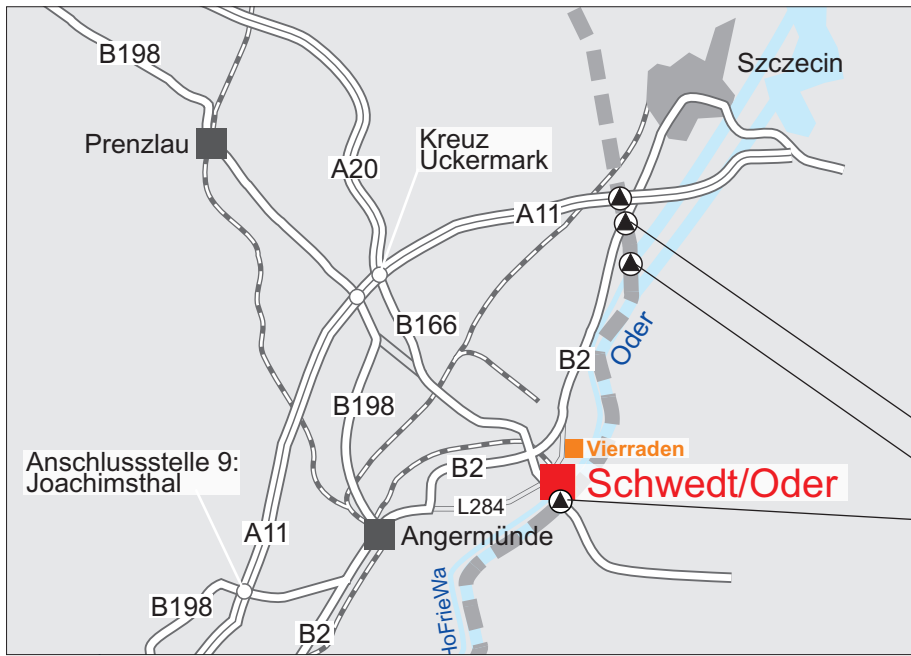 B198
Szczecin
Prenzlau
Kreuz
Uckermark
A20
A11
B166
Oder
B2
B198
Vierraden
Anschlussstelle 9:
Joachimsthal
B2
Schwedt/Oder
L284
A11
Angermünde
HoFrieWa
B198
B2